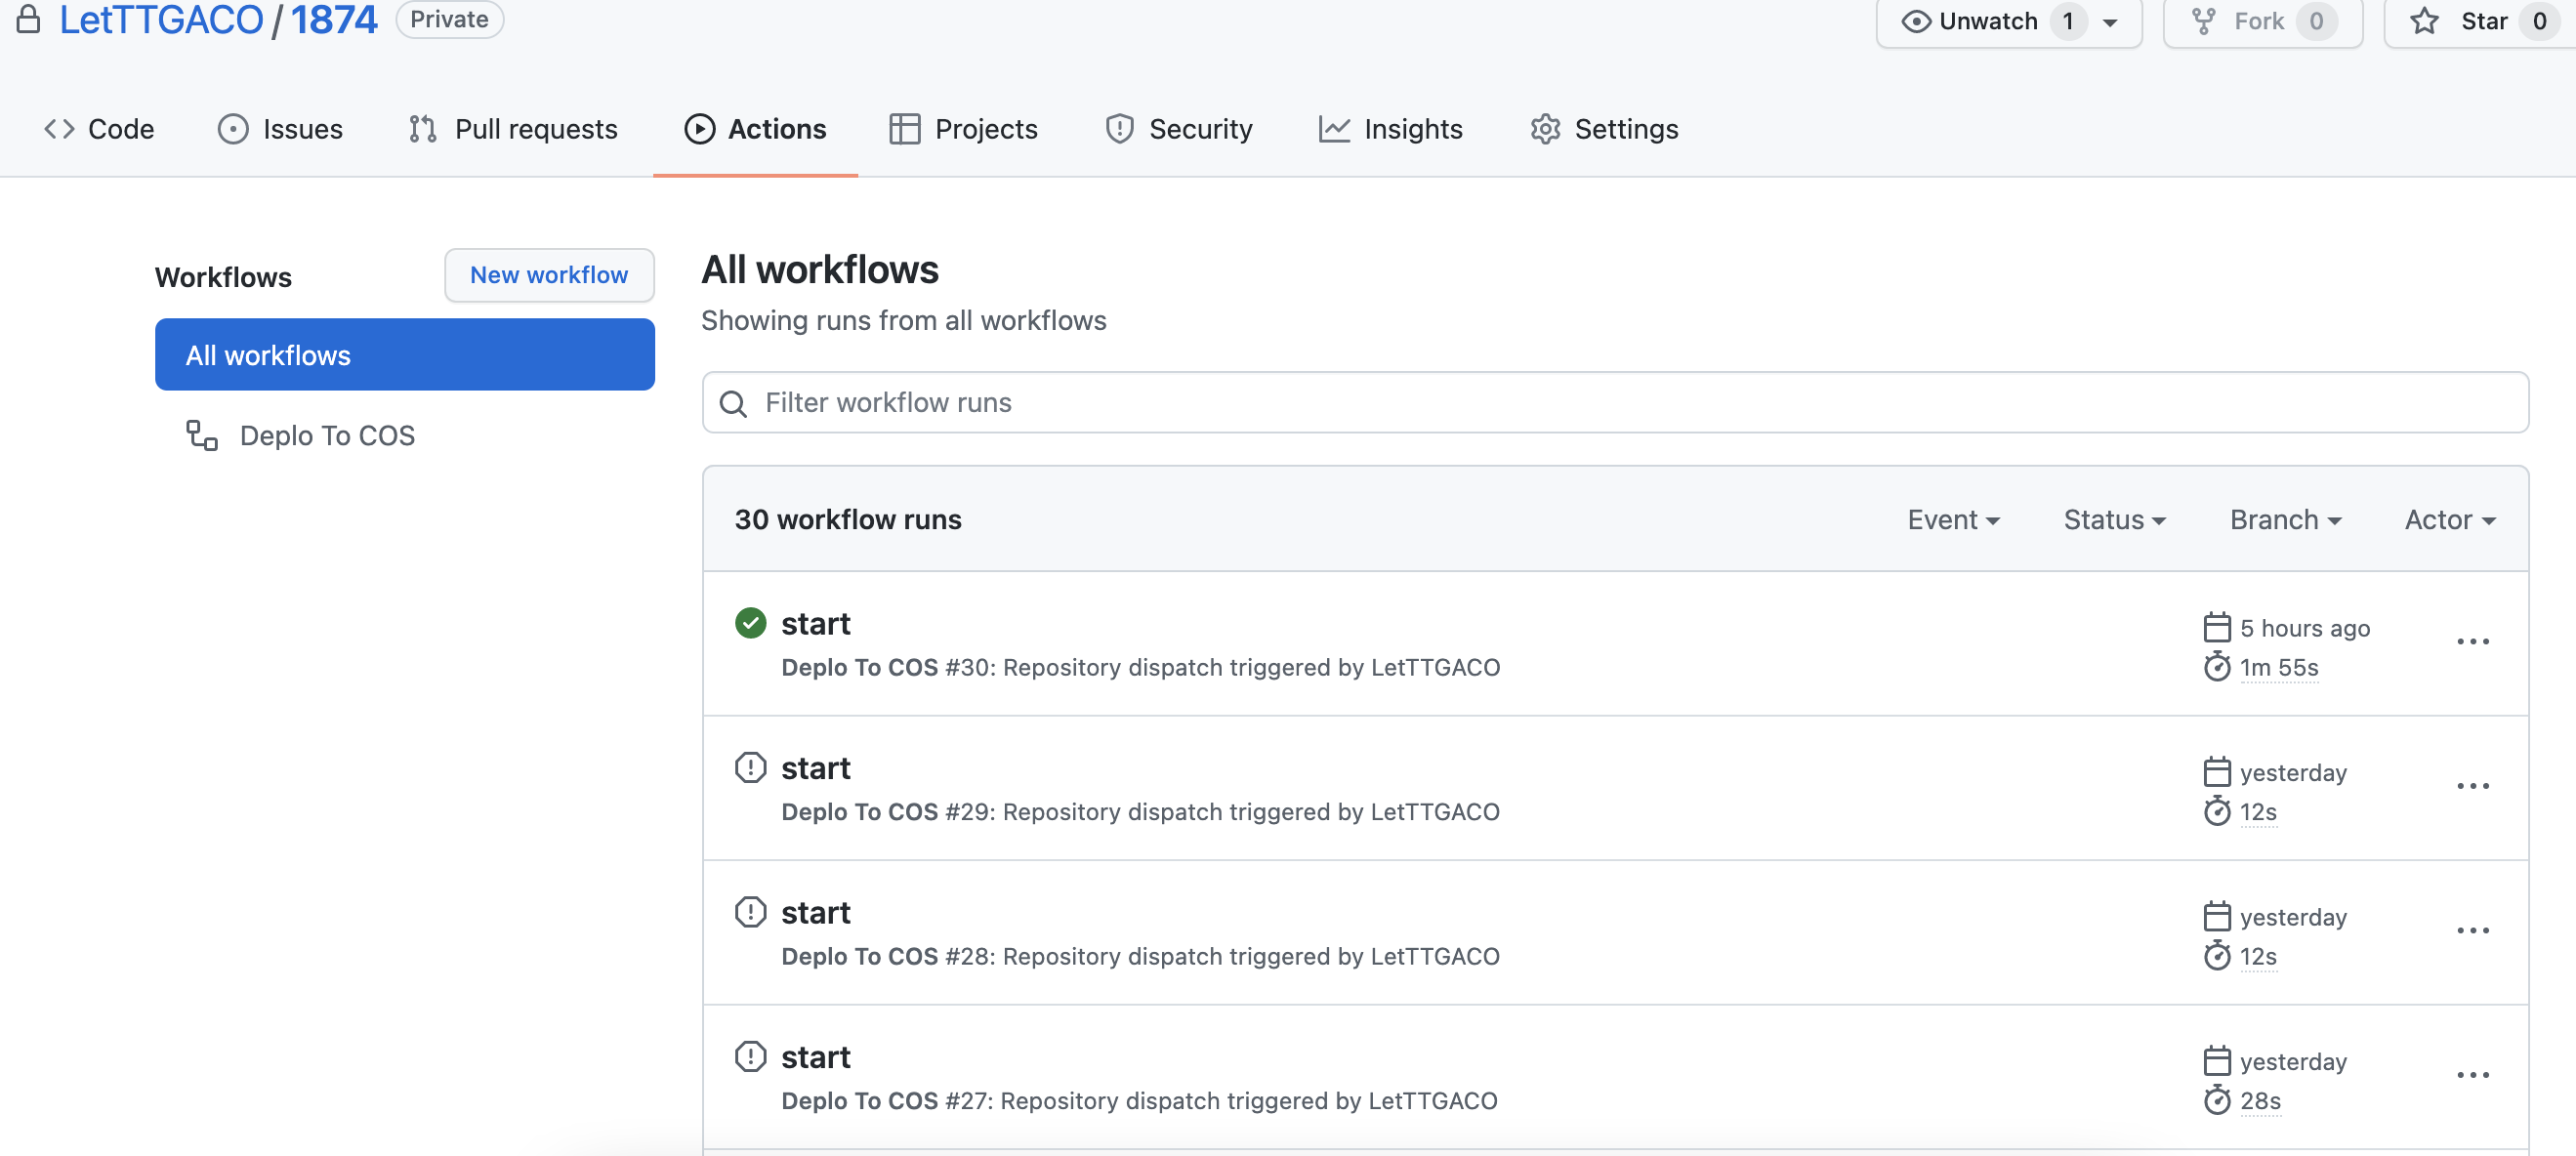 LetTTGACO / 1874 Private
Unwatch 1 Fork 0 Star 0
Code Issues Pull requests Actions Projects Security Insights Settings
Workflows New workflow
All workflows
Deplo To COS
All workflows
Showing runs from all workflows
Filter workflow runs
30 workflow runs Event Status Branch Actor
start
Deplo To COS #30: Repository dispatch triggered by LetTTGACO
5 hours ago
1m 55s
start
Deplo To COS #29: Repository dispatch triggered by LetTTGACO
yesterday
12s
start
Deplo To COS #28: Repository dispatch triggered by LetTTGACO
yesterday
12s
start
Deplo To COS #27: Repository dispatch triggered by LetTTGACO
yesterday
28s